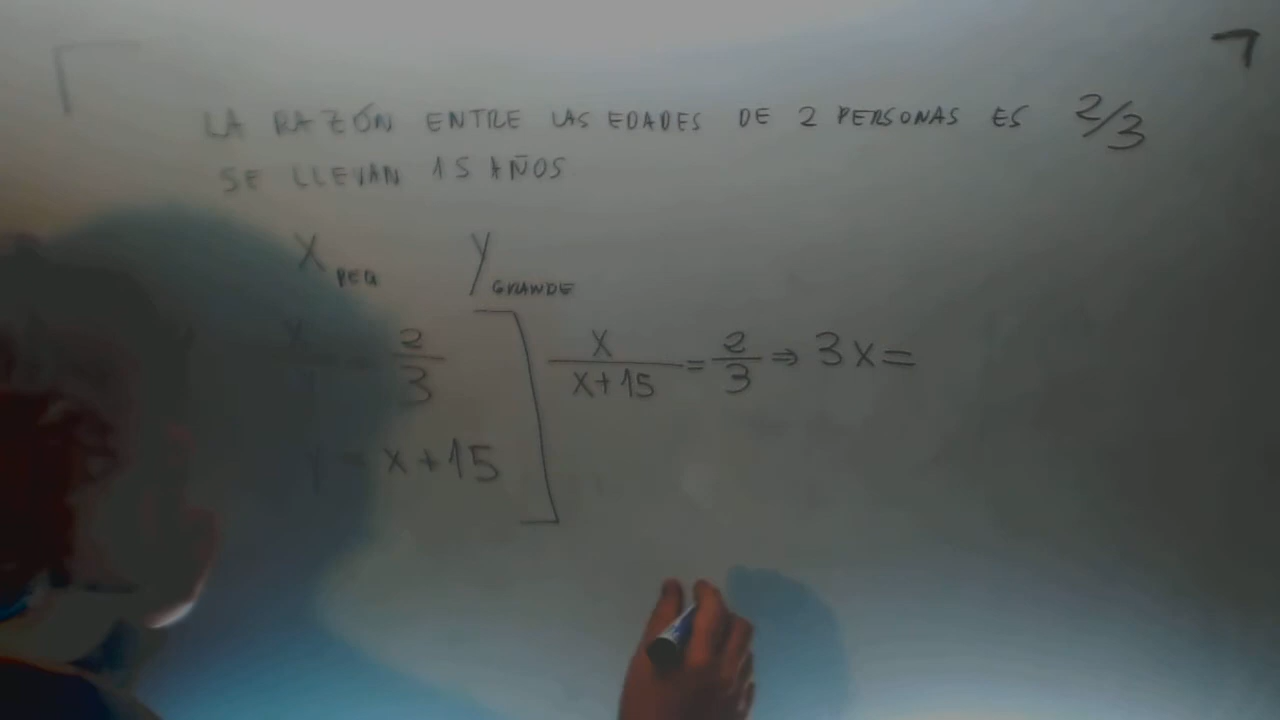 LA RAZÓN ENTRE LAS EDADES DE 2 PERSONAS ES 2/3
SE LLEVAN 15 AÑOS
X PEQ Y GRANDE
2/3
x/(x+15) = 2/3 ⇒ 3x=
x+15